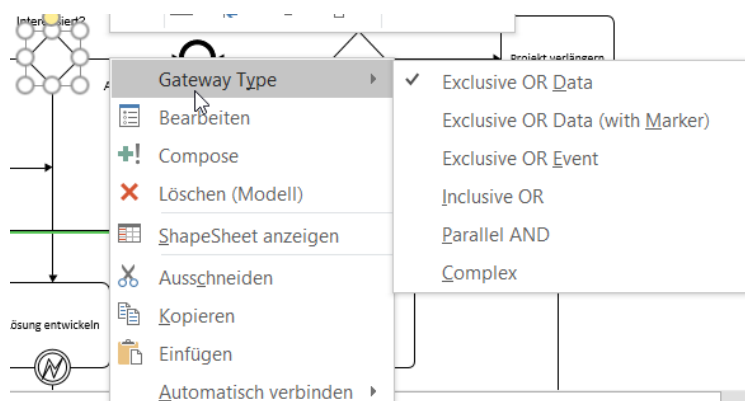 Interessiert?
Projekt verlängern
Gateway Type
Exclusive OR Data
Bearbeiten
Exclusive OR Data (with Marker)
Compose
Exclusive OR Event
Löschen (Modell)
Inclusive OR
ShapeSheet anzeigen
Parallel AND
Ausschneiden
Complex
Kopieren
ösung entwickeln
Einfügen
Automatisch verbinden